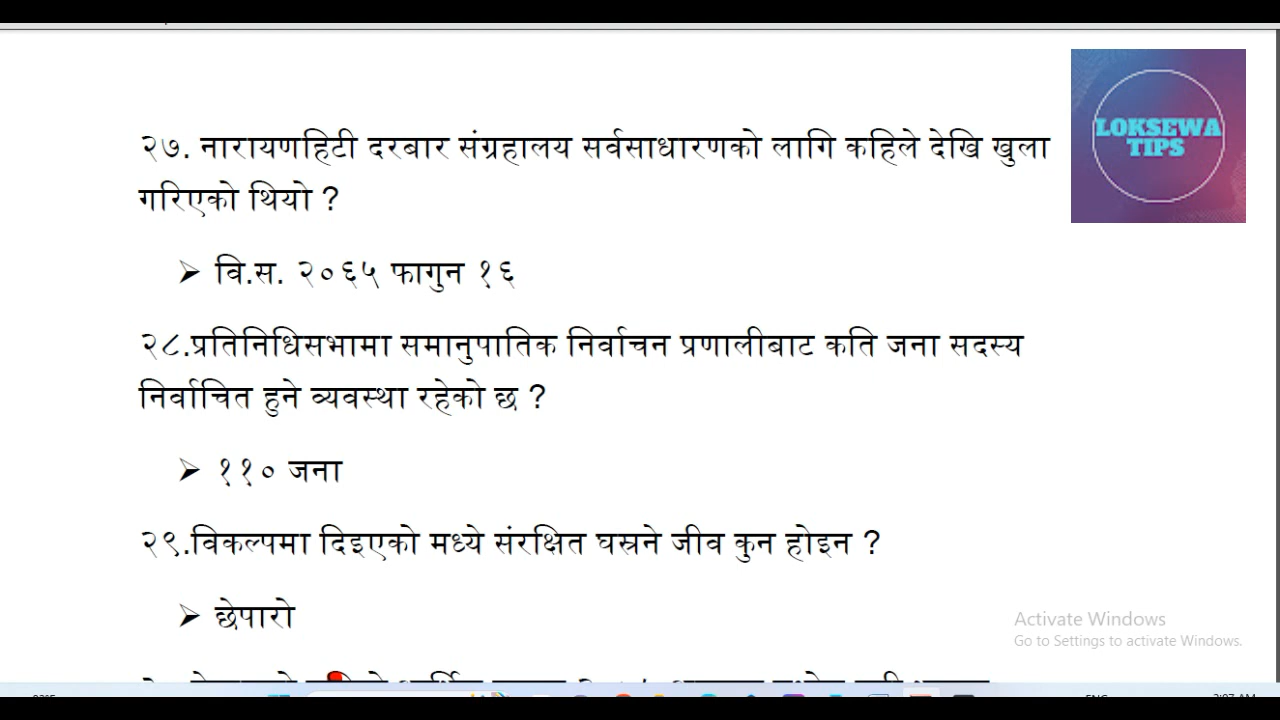 LOKSEWA
TIPS
२७. नारायणहिटी दरबार संग्रहालय सर्वसाधारणको लागि कहिले देखि खुला
गरिएको थियो ?
➢ वि.स. २०६५ फागुन १६
२८.प्रतिनिधिसभामा समानुपातिक निर्वाचन प्रणालीबाट कति जना सदस्य
निर्वाचित हुने व्यवस्था रहेको छ ?
➢ ११० जना
२९.विकल्पमा दिइएको मध्ये संरक्षित घस्रने जीव कुन होइन ?
➢ छेपारो
Activate Windows
Go to Settings to activate Windows.